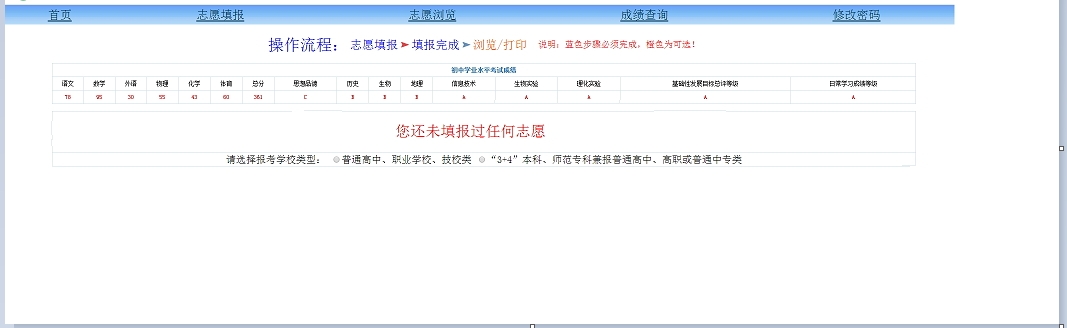 首页 志愿填报 志愿浏览 成绩查询 修改密码
操作流程： 志愿填报 ➤ 填报完成 ➤ 浏览/打印 说明：蓝色步骤必须完成，橙色为可选！
初中学业水平考试成绩
语文 数学 外语 物理 化学 体育 总分 思想品德 历史 生物 地理 信息技术 生物实验 理化实验 基础性发展目标总评等级 日常学习成绩等级
78 95 30 55 43 60 361 C B B B A A A A A
您还未填报过任何志愿
请选择报考学校类型： 普通高中、职业学校、技校类 “3+4”本科、师范专科兼报普通高中、高职或普通中专类